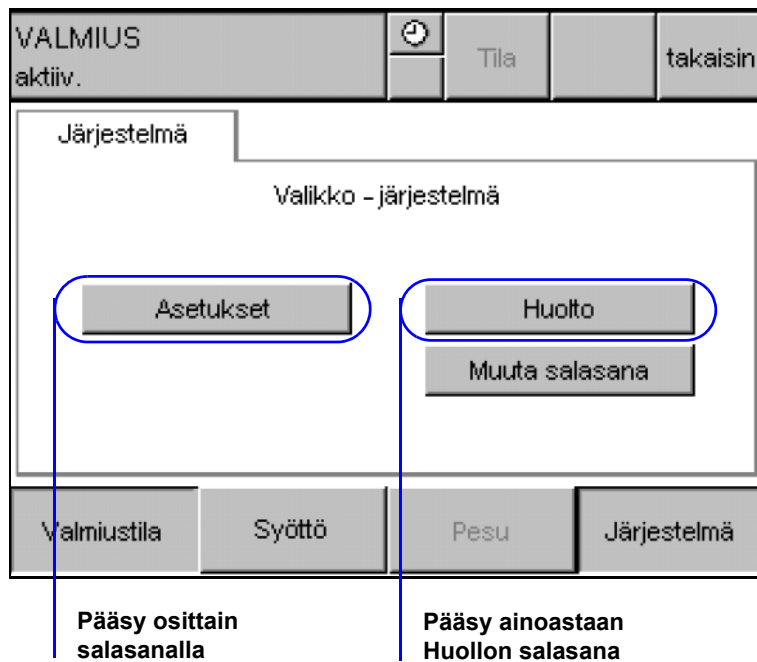 VALMIUS
aktiiv.
Tila
takaisin
Järjestelmä
Valikko - järjestelmä
Asetukset
Huolto
Muuta salasana
Valmiustila
Syöttö
Pesu
Järjestelmä
Pääsy osittain
salasanalla
Pääsy ainoastaan
Huollon salasana